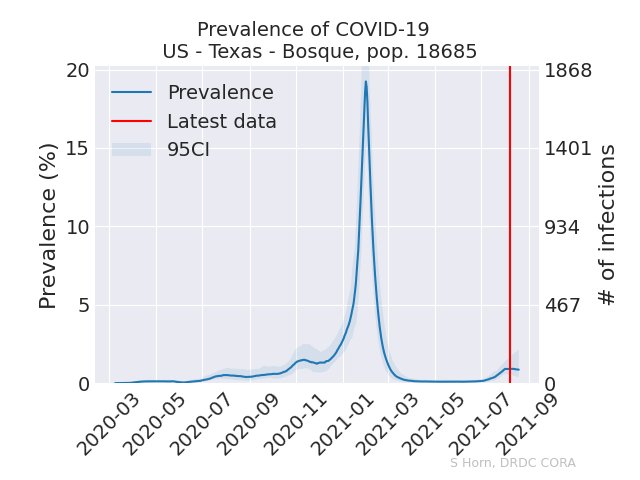 Prevalence of COVID-19
US - Texas - Bosque, pop. 18685
Prevalence
Latest data
95CI
Prevalence (%)
20
15
10
5
0
1868
1401
934
467
0
# of infections
2020-03
2020-05
2020-07
2020-09
2020-11
2021-01
2021-03
2021-05
2021-07
2021-09
S Horn, DRDC CORA